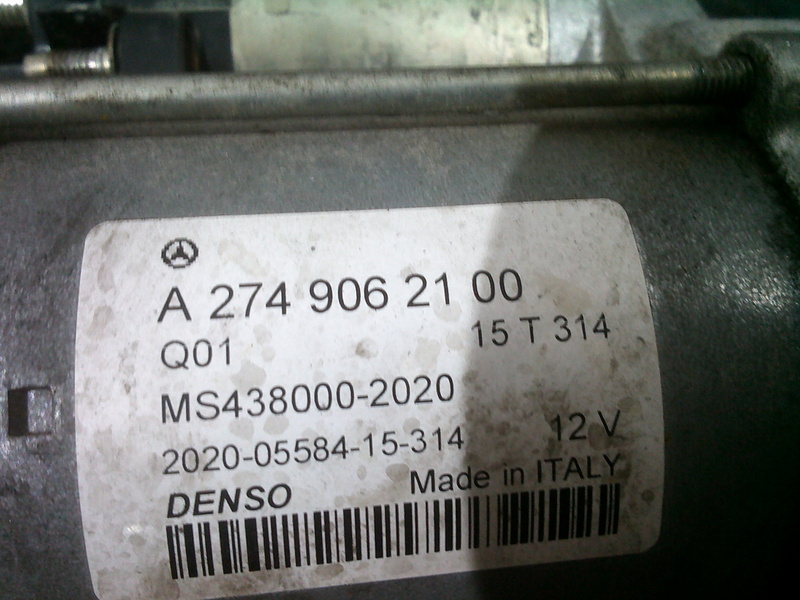 A 274 906 21 00
Q01 15 T 314
MS438000-2020
2020-05584-15-314 12 V
DENSO Made in ITALY